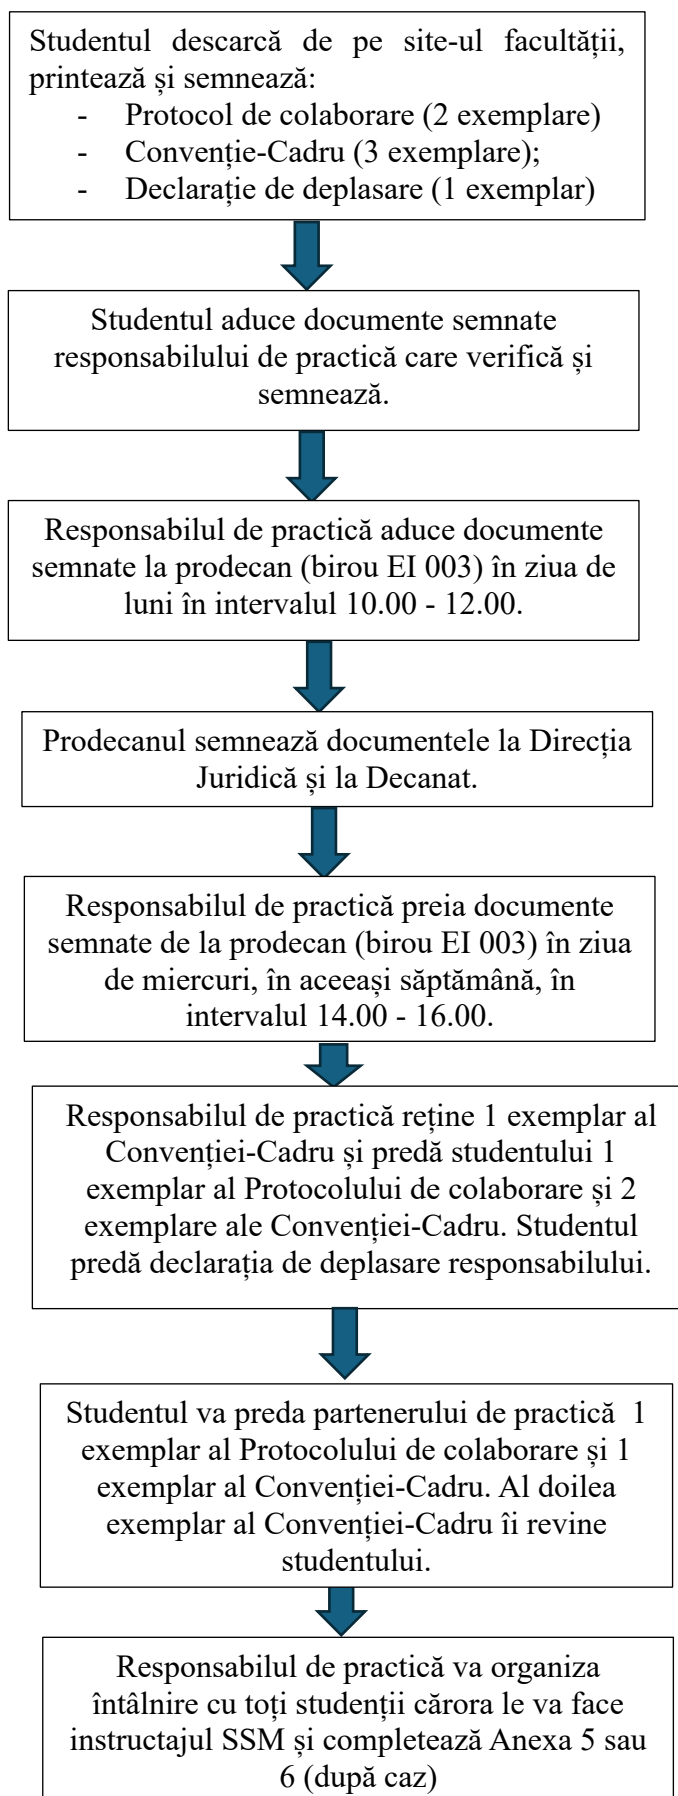 Studentul descarcă de pe site-ul facultății,
printează și semnează:
- Protocol de colaborare (2 exemplare)
- Convenție-Cadru (3 exemplare);
- Declarație de deplasare (1 exemplar)
Studentul aduce documente semnate
responsabilului de practică care verifică și
semnează.
Responsabilul de practică aduce documente
semnate la prodecan (birou EI 003) în ziua de
luni în intervalul 10.00 - 12.00.
Prodecanul semnează documentele la Direcția
Juridică și la Decanat.
Responsabilul de practică preia documente
semnate de la prodecan (birou EI 003) în ziua
de miercuri, în aceeași săptămână, în
intervalul 14.00 - 16.00.
Responsabilul de practică reține 1 exemplar al
Convenției-Cadru și predă studentului 1
exemplar al Protocolului de colaborare și 2
exemplare ale Convenției-Cadru. Studentul
predă declarația de deplasare responsabilului.
Studentul va preda partenerului de practică  1
exemplar al Protocolului de colaborare și 1
exemplar al Convenției-Cadru. Al doilea
exemplar al Convenției-Cadru îi revine
studentului.
Responsabilul de practică va organiza
întâlnire cu toți studenții cărora le va face
instructajul SSM și completează Anexa 5 sau
6 (după caz)